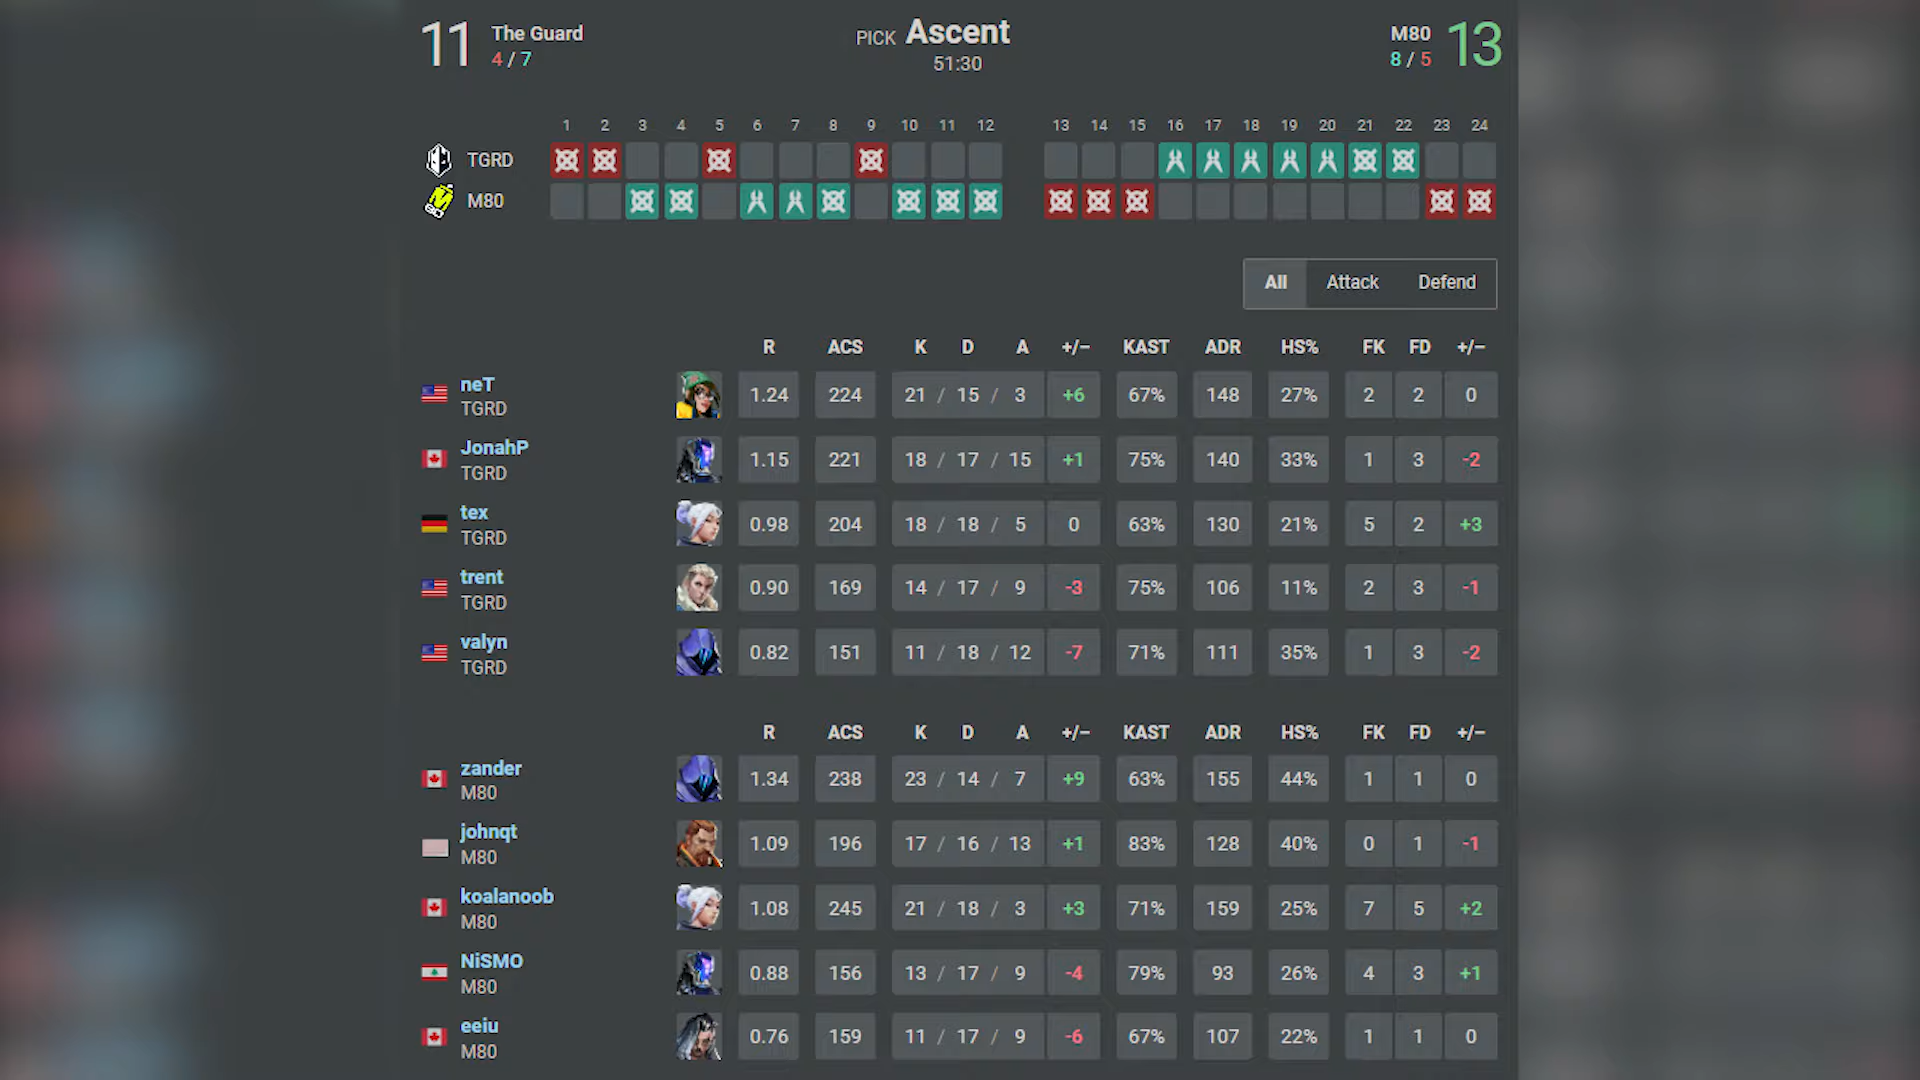 11 The Guard PICK Ascent M80 13
4 / 7 51:30 8 / 5
1 2 3 4 5 6 7 8 9 10 11 12 13 14 15 16 17 18 19 20 21 22 23 24
TGRD
M80
All Attack Defend
R ACS K D A +/– KAST ADR HS% FK FD +/–
neT TGRD 1.24 224 21 / 15 / 3 +6 67% 148 27% 2 2 0
JonahP TGRD 1.15 221 18 / 17 / 15 +1 75% 140 33% 1 3 -2
tex TGRD 0.98 204 18 / 18 / 5 0 63% 130 21% 5 2 +3
trent TGRD 0.90 169 14 / 17 / 9 -3 75% 106 11% 2 3 -1
valyn TGRD 0.82 151 11 / 18 / 12 -7 71% 111 35% 1 3 -2
R ACS K D A +/– KAST ADR HS% FK FD +/–
zander M80 1.34 238 23 / 14 / 7 +9 63% 155 44% 1 1 0
johnqt M80 1.09 196 17 / 16 / 13 +1 83% 128 40% 0 1 -1
koalanoob M80 1.08 245 21 / 18 / 3 +3 71% 159 25% 7 5 +2
NiSMO M80 0.88 156 13 / 17 / 9 -4 79% 93 26% 4 3 +1
eeiu M80 0.76 159 11 / 17 / 9 -6 67% 107 22% 1 1 0